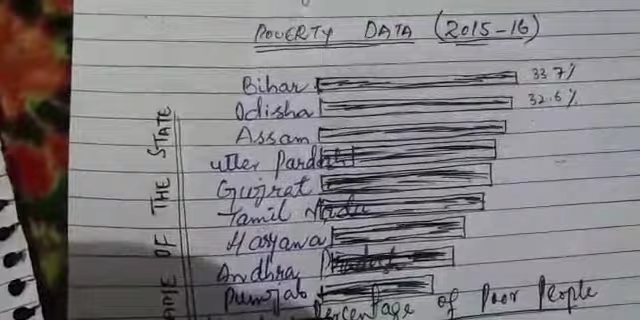 POVERTY DATA (2015-16)
Bihar 33.7%
Odisha 32.6%
Assam
utter Pardesh
Gujrat
Tamil Nadu
Haryana
Andhra Pradesh
Punjab
NAME OF THE STATE
Percentage of Poor People